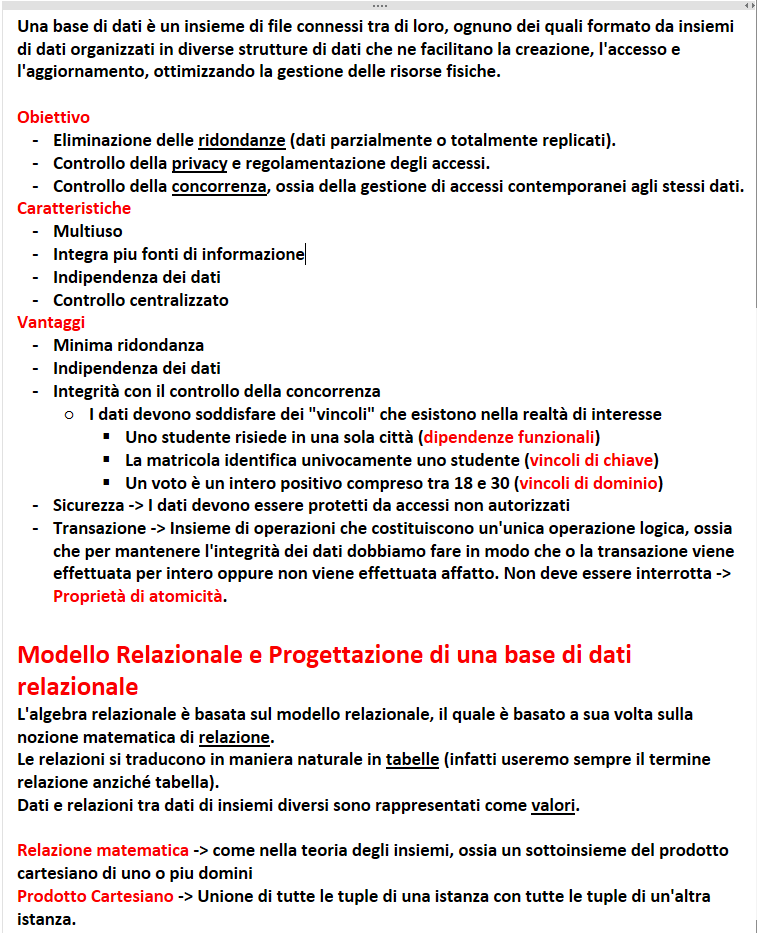 Una base di dati è un insieme di file connessi tra di loro, ognuno dei quali formato da insiemi
di dati organizzati in diverse strutture di dati che ne facilitano la creazione, l'accesso e
l'aggiornamento, ottimizzando la gestione delle risorse fisiche.
Obiettivo
- Eliminazione delle ridondanze (dati parzialmente o totalmente replicati).
- Controllo della privacy e regolamentazione degli accessi.
- Controllo della concorrenza, ossia della gestione di accessi contemporanei agli stessi dati.
Caratteristiche
- Multiuso
- Integra piu fonti di informazione
- Indipendenza dei dati
- Controllo centralizzato
Vantaggi
- Minima ridondanza
- Indipendenza dei dati
- Integrità con il controllo della concorrenza
○ I dati devono soddisfare dei "vincoli" che esistono nella realtà di interesse
▪ Uno studente risiede in una sola città (dipendenze funzionali)
▪ La matricola identifica univocamente uno studente (vincoli di chiave)
▪ Un voto è un intero positivo compreso tra 18 e 30 (vincoli di dominio)
- Sicurezza -> I dati devono essere protetti da accessi non autorizzati
- Transazione -> Insieme di operazioni che costituiscono un'unica operazione logica, ossia
che per mantenere l'integrità dei dati dobbiamo fare in modo che o la transazione viene
effettuata per intero oppure non viene effettuata affatto. Non deve essere interrotta ->
Proprietà di atomicità.
Modello Relazionale e Progettazione di una base di dati
relazionale
L'algebra relazionale è basata sul modello relazionale, il quale è basato a sua volta sulla
nozione matematica di relazione.
Le relazioni si traducono in maniera naturale in tabelle (infatti useremo sempre il termine
relazione anziché tabella).
Dati e relazioni tra dati di insiemi diversi sono rappresentati come valori.
Relazione matematica -> come nella teoria degli insiemi, ossia un sottoinsieme del prodotto
cartesiano di uno o piu domini
Prodotto Cartesiano -> Unione di tutte le tuple di una istanza con tutte le tuple di un'altra
istanza.